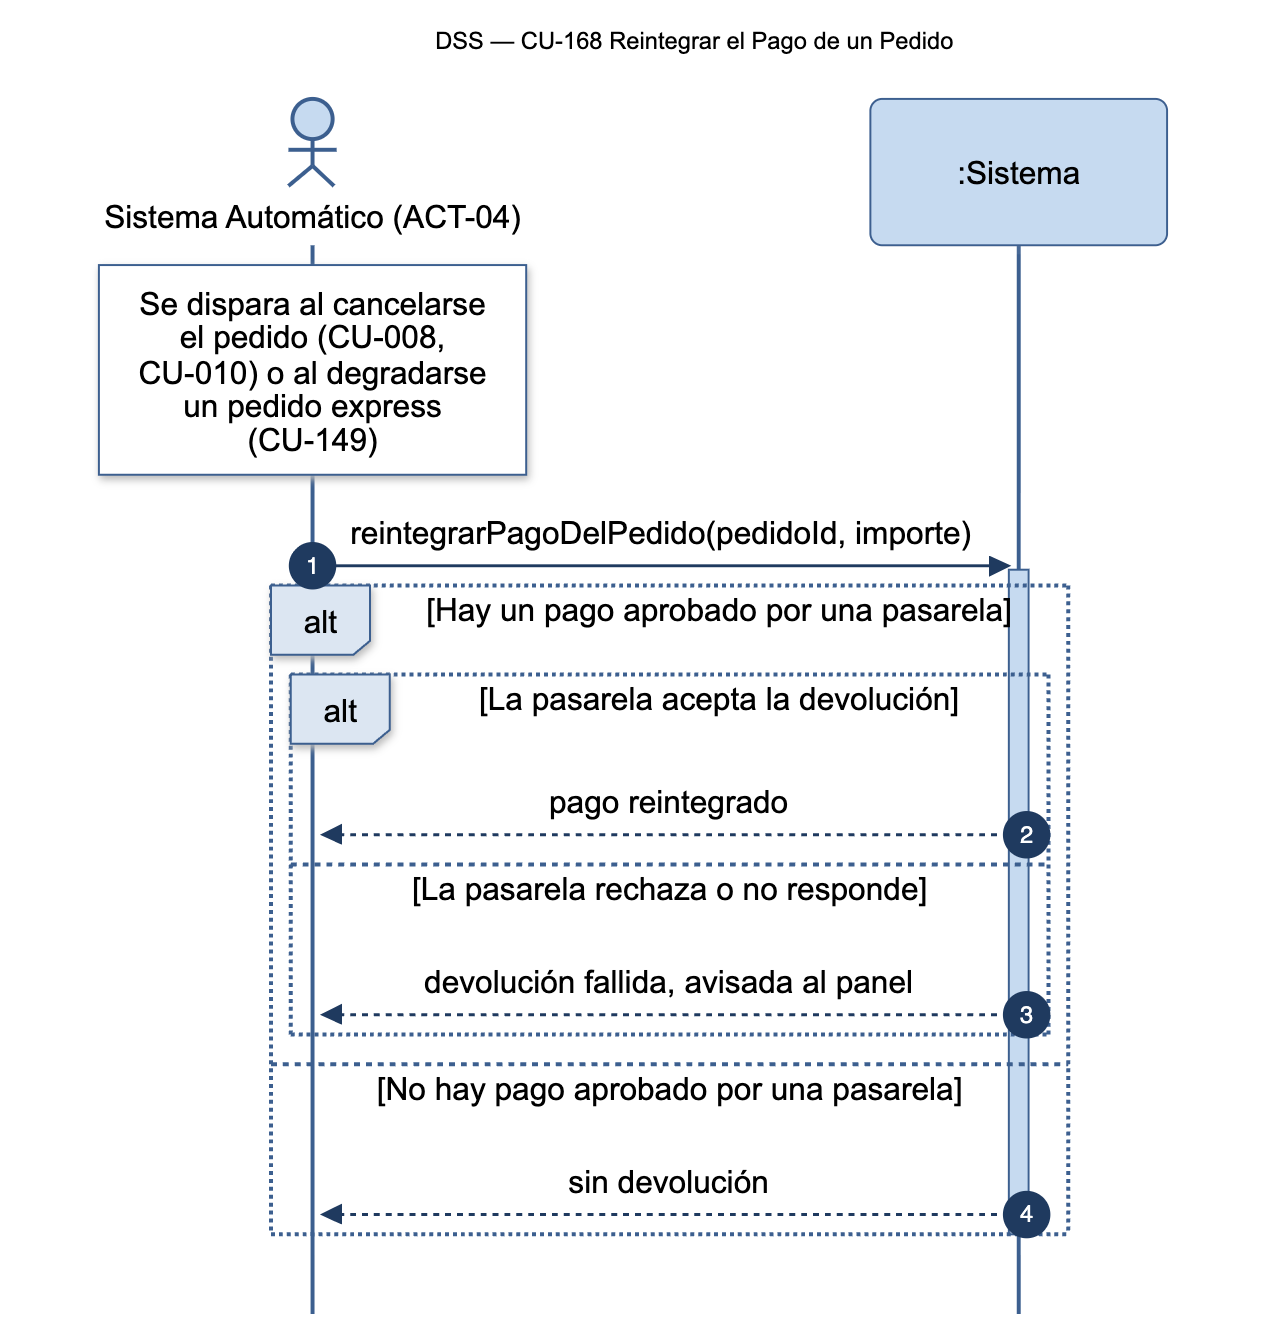 DSS — CU-168 Reintegrar el Pago de un Pedido
Sistema Automático (ACT-04)
:Sistema
Se dispara al cancelarse
el pedido (CU-008,
CU-010) o al degradarse
un pedido express
(CU-149)
reintegrarPagoDelPedido(pedidoId, importe)
1
alt
[Hay un pago aprobado por una pasarela]
alt
[La pasarela acepta la devolución]
pago reintegrado
2
[La pasarela rechaza o no responde]
devolución fallida, avisada al panel
3
[No hay pago aprobado por una pasarela]
sin devolución
4